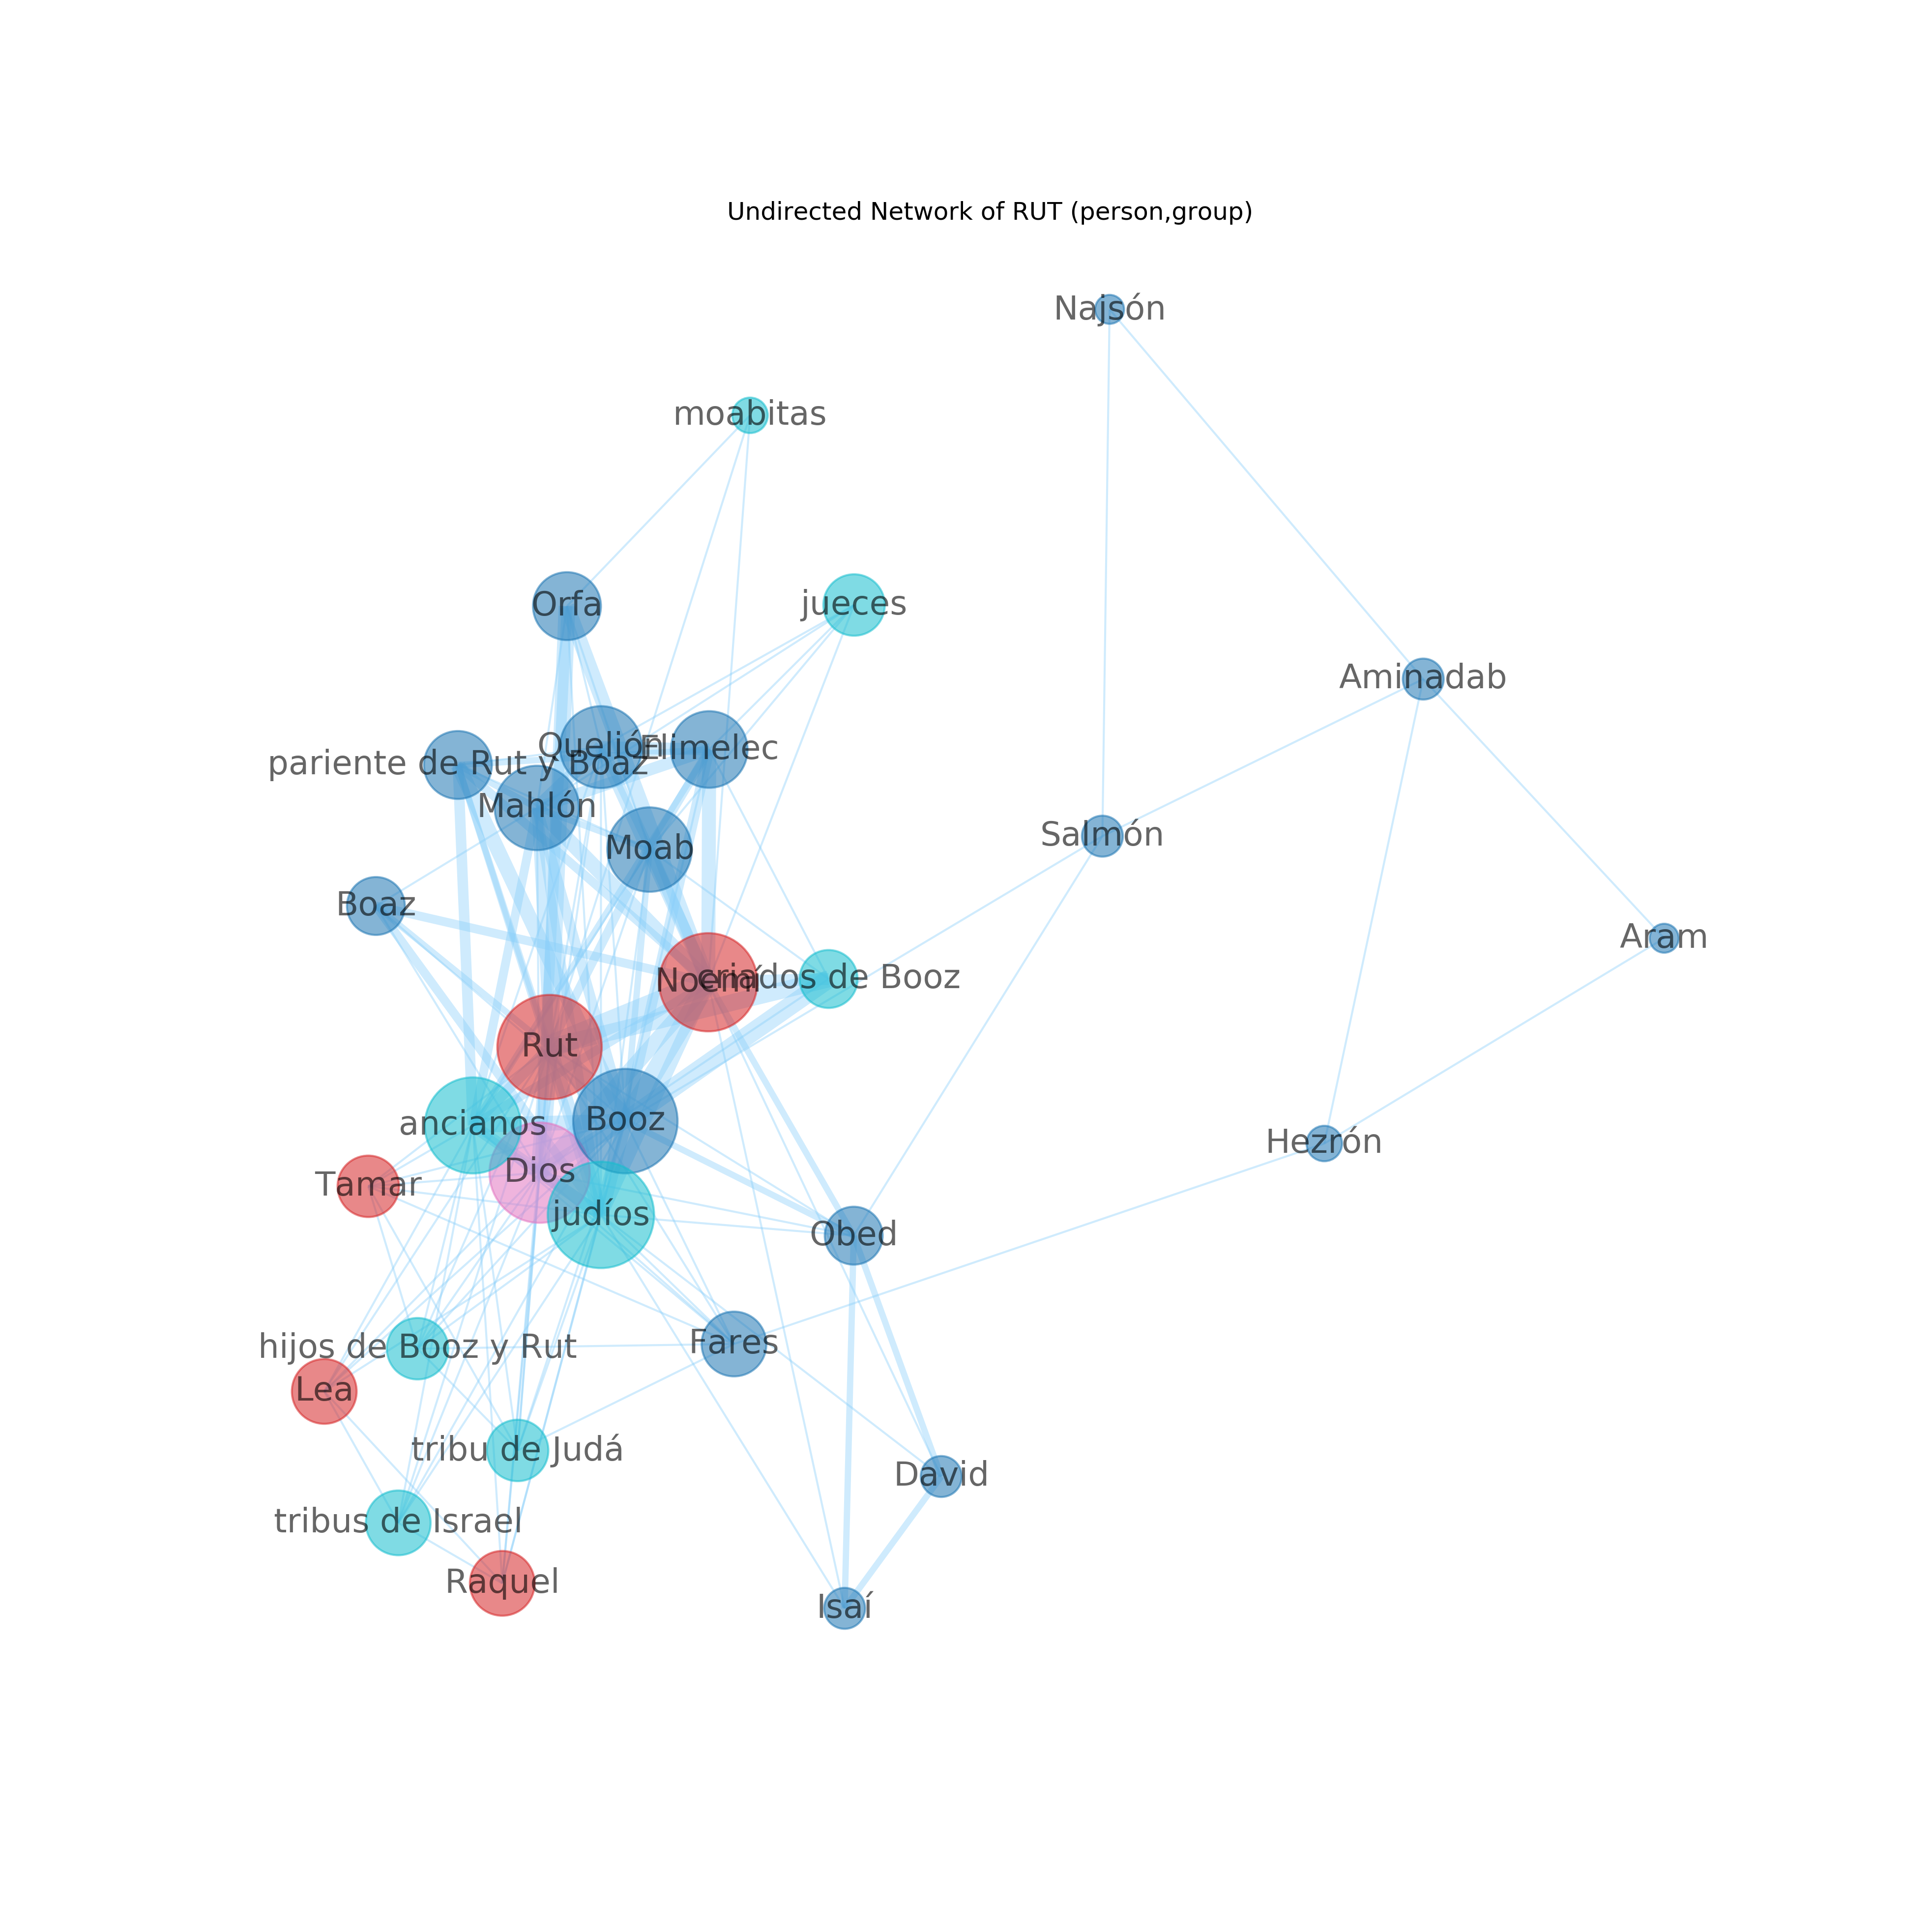 Undirected Network of RUT (person,group)
Najsón
moabitas
jueces
Orfa
Aminadab
Quelión
Elimelec
pariente de Rut y Boaz
Mahlón
Salmón
Moab
Boaz
Aram
Noemí
criados de Booz
Rut
Booz
ancianos
Hezrón
Dios
Tamar
judíos
Obed
Fares
hijos de Booz y Rut
Lea
tribu de Judá
David
tribus de Israel
Raquel
Isaí